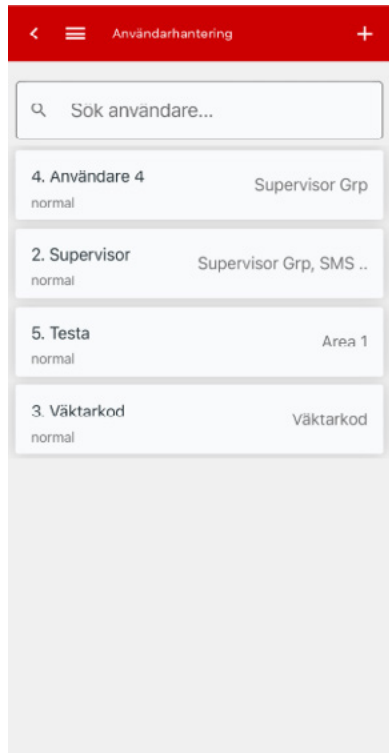 Användarhantering
Sök användare...
4. Användare 4
Supervisor Grp
normal
2. Supervisor
Supervisor Grp, SMS ..
normal
5. Testa
Area 1
normal
3. Väktarkod
Väktarkod
normal